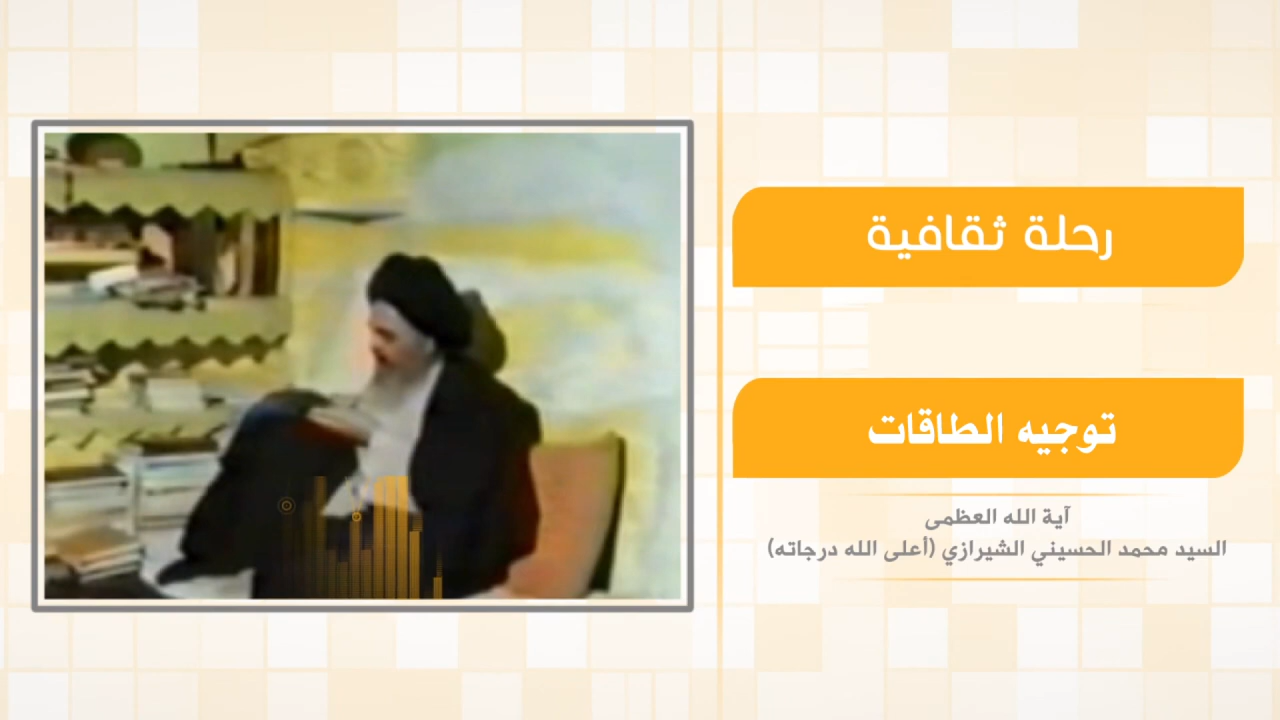 رحلة ثقافية
توجيه الطاقات
آية الله العظمى
السيد محمد الحسيني الشيرازي (أعلى الله درجاته)